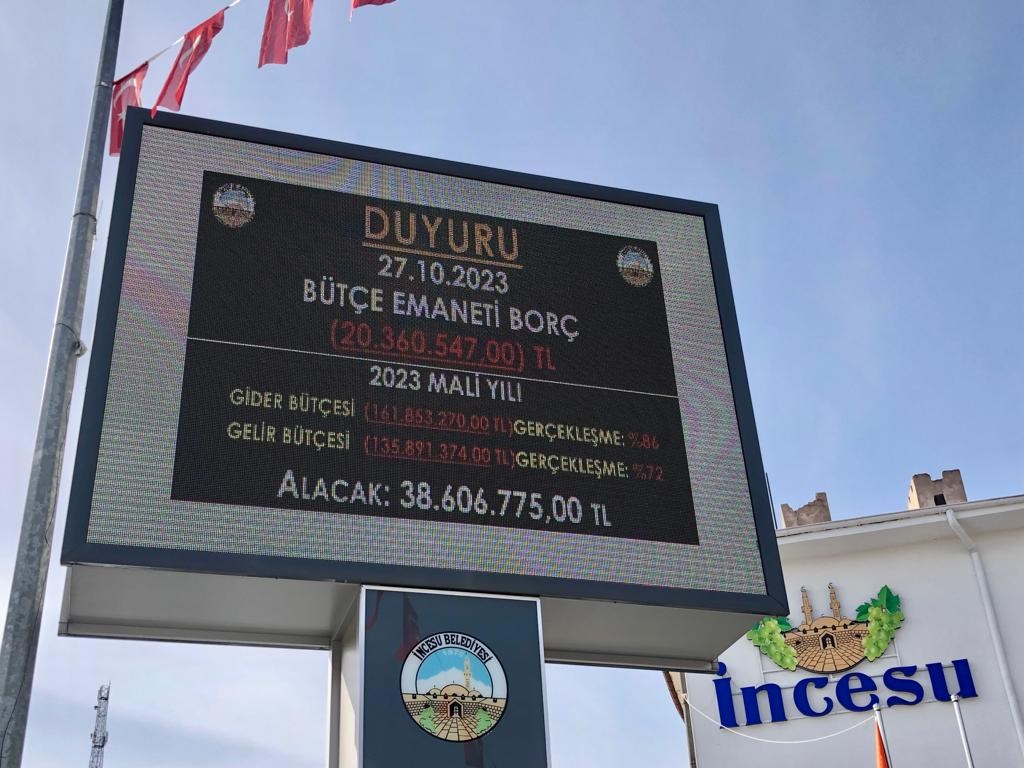 DUYURU
27.10.2023
BÜTÇE EMANETİ BORÇ
(20.360.547,00) TL
2023 MALİ YILI
GİDER BÜTÇESİ (161.853.270,00 TL) GERÇEKLEŞME: %86
GELİR BÜTÇESİ (135.891.374,00 TL) GERÇEKLEŞME: %72
ALACAK: 38.606.775,00 TL
İNCESU BELEDİYESİ
incesu